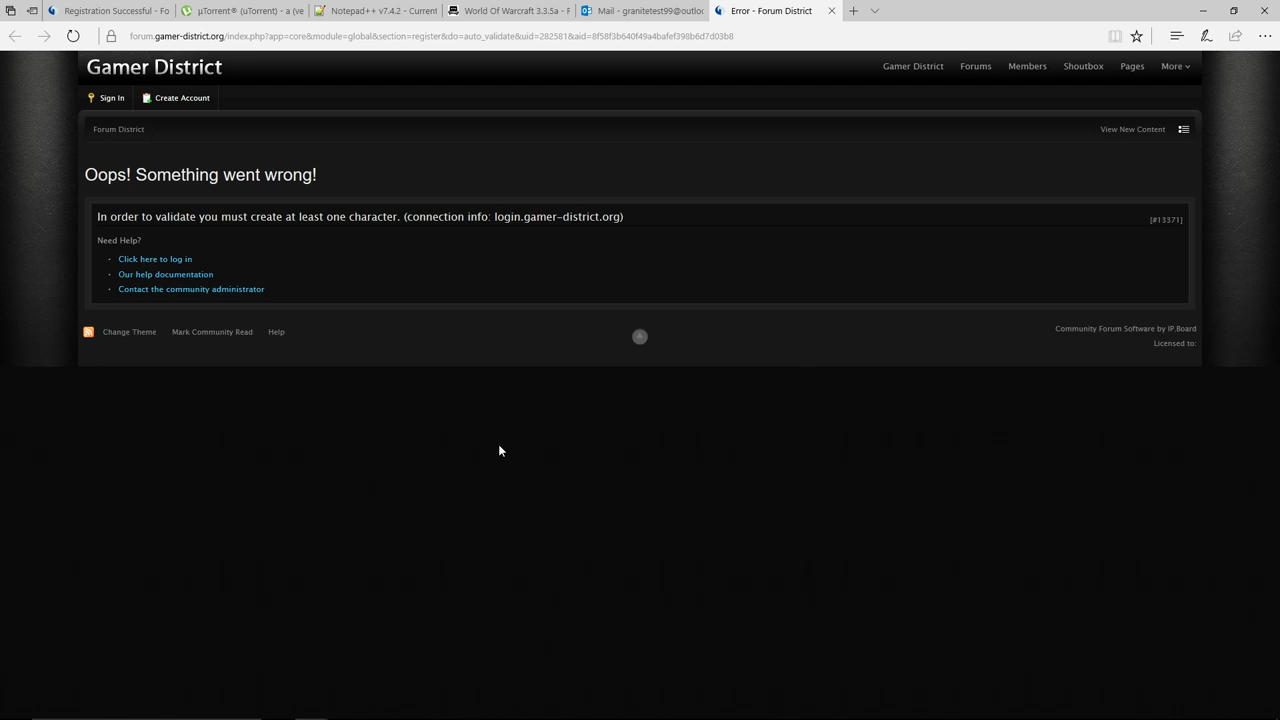 Registration Successful - Fo
µTorrent® (uTorrent) - a (ve
Notepad++ v7.4.2 - Current
World Of Warcraft 3.3.5a - F
Mail - granitetest99@outloc
Error - Forum District
forum.gamer-district.org/index.php?app=core&module=global&section=register&do=auto_validate&uid=282581&aid=8f58f3b640f49a4bafef398b6d7d03b8
Gamer District
Gamer District Forums Members Shoutbox Pages More
Sign In Create Account
Forum District View New Content
Oops! Something went wrong!
In order to validate you must create at least one character. (connection info: login.gamer-district.org)
[#13371]
Need Help?
Click here to log in
Our help documentation
Contact the community administrator
Change Theme Mark Community Read Help
Community Forum Software by IP.Board
Licensed to: